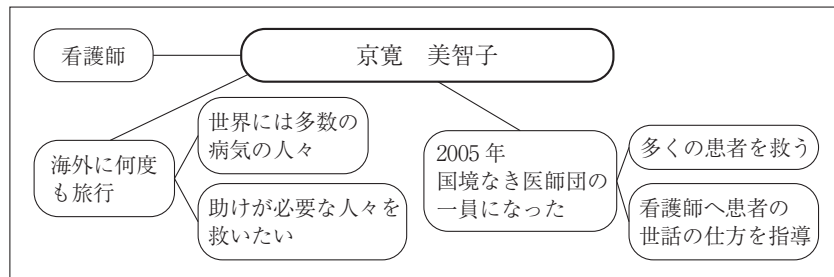 看護師
京寛 美智子
海外に何度
も旅行
世界には多数の
病気の人々
助けが必要な人々を
救いたい
2005年
国境なき医師団の
一員になった
多くの患者を救う
看護師へ患者の
世話の仕方を指導